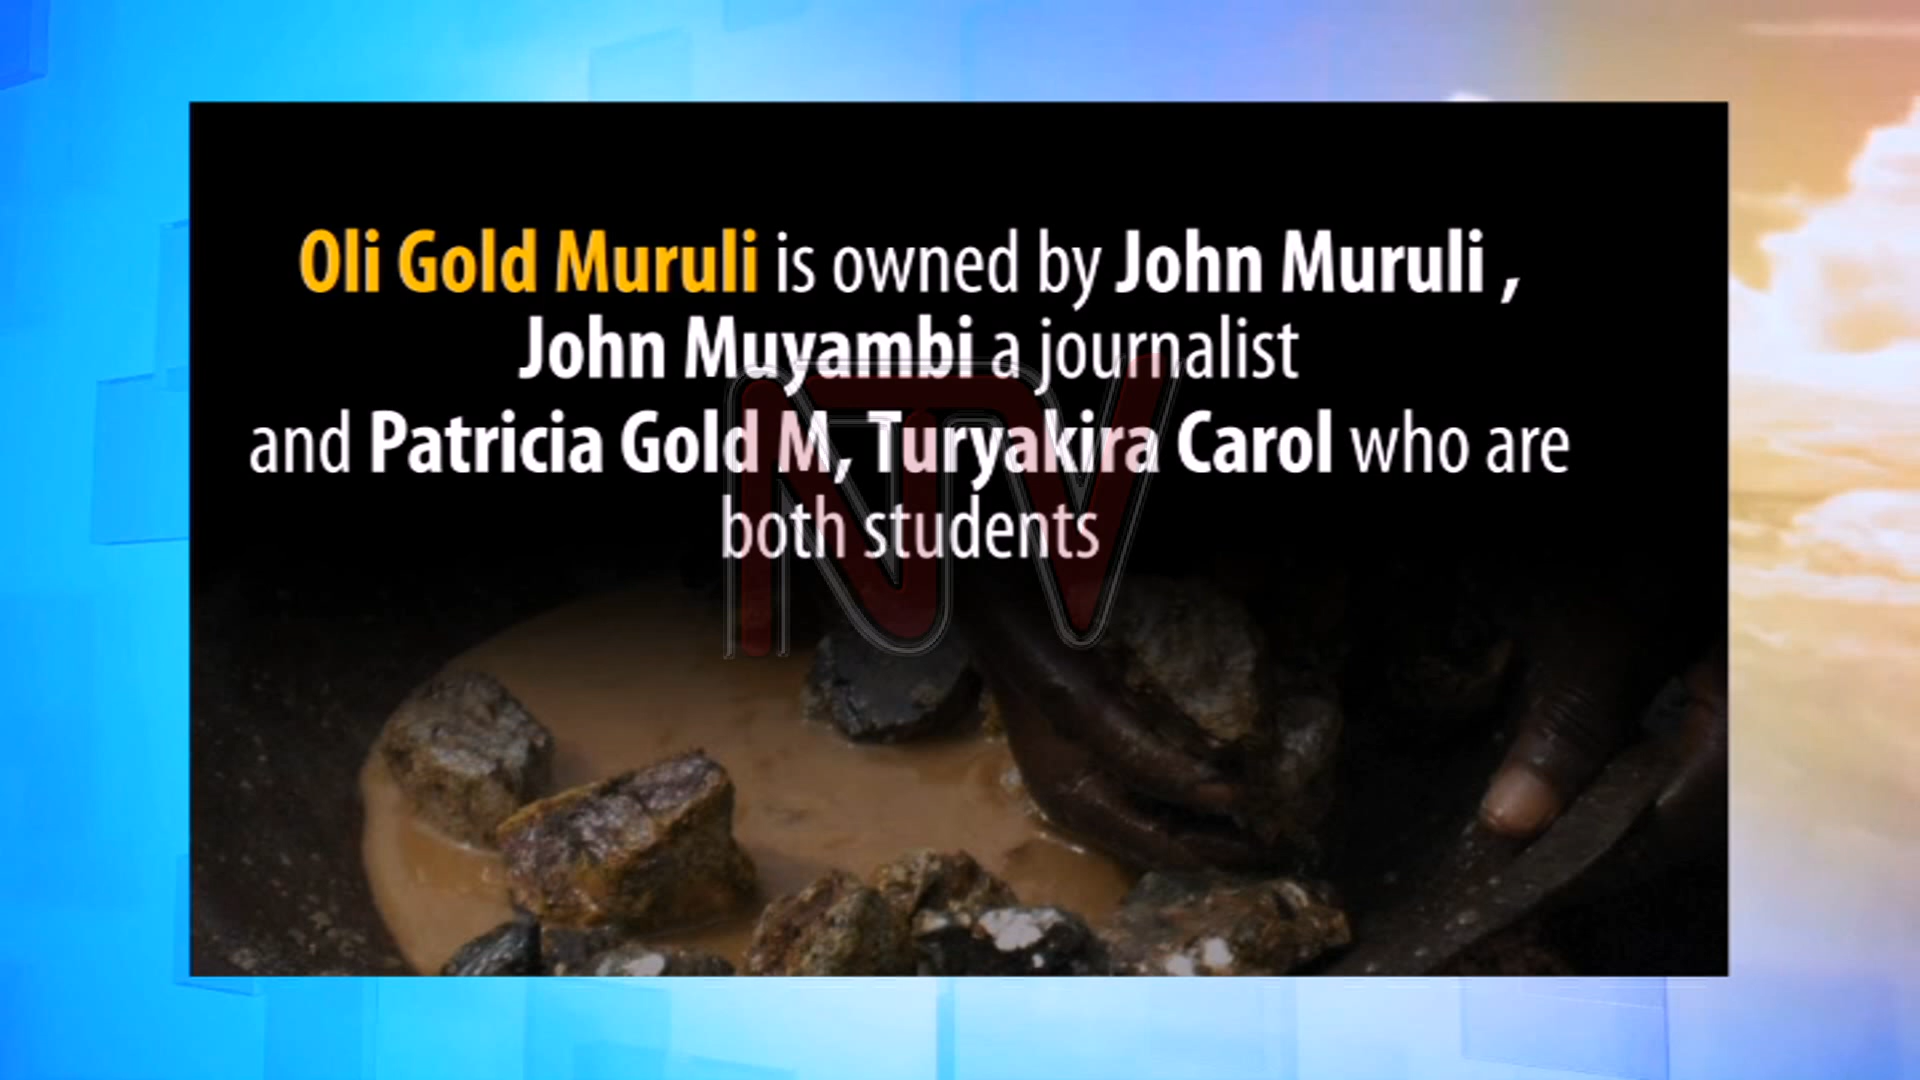 Oli Gold Muruli is owned by John Muruli ,
John Muyambi a journalist
and Patricia Gold M, Turyakira Carol who are
both students
NTV